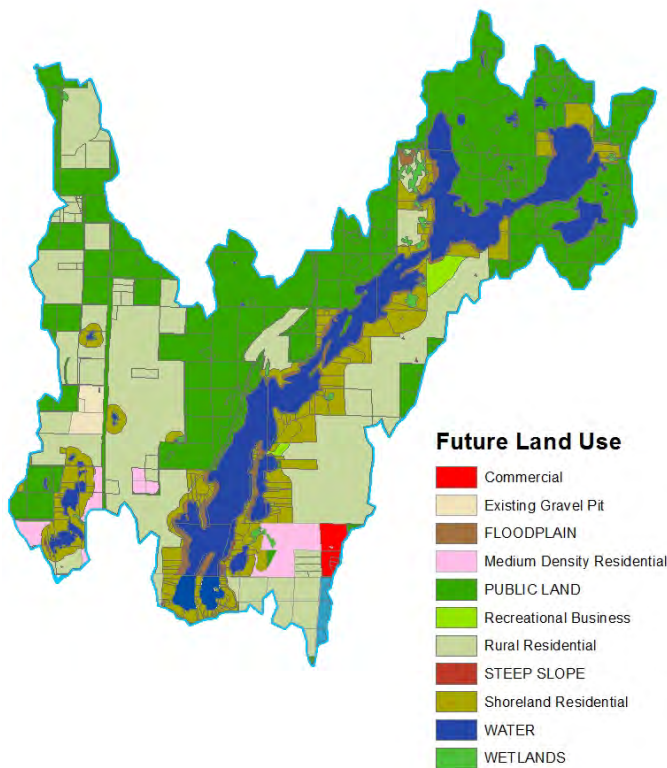 Future Land Use
Commercial
Existing Gravel Pit
FLOODPLAIN
Medium Density Residential
PUBLIC LAND
Recreational Business
Rural Residential
STEEP SLOPE
Shoreland Residential
WATER
WETLANDS